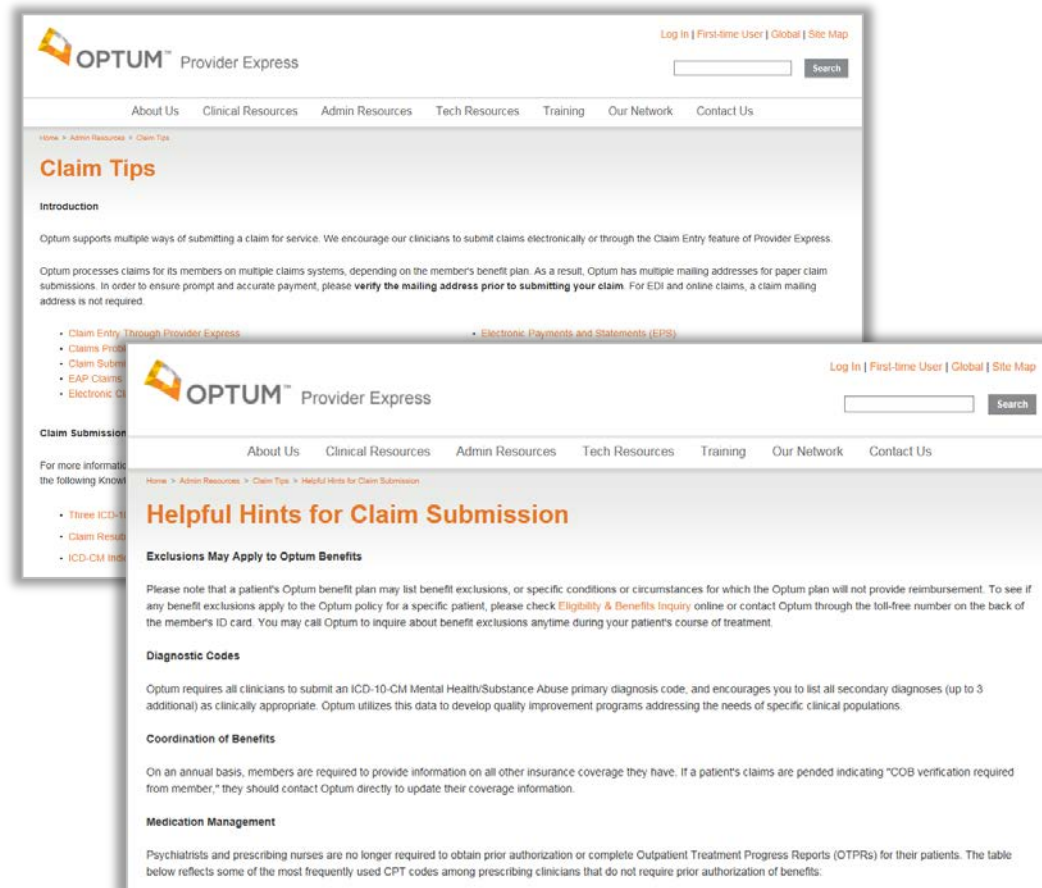 OPTUM™ Provider Express
Log In | First-time User | Global | Site Map
Search
About Us Clinical Resources Admin Resources Tech Resources Training Our Network Contact Us
Home > Admin Resources > Claim Tips
Claim Tips
Introduction
Optum supports multiple ways of submitting a claim for service. We encourage our clinicians to submit claims electronically or through the Claim Entry feature of Provider Express.
Optum processes claims for its members on multiple claims systems, depending on the member's benefit plan. As a result, Optum has multiple mailing addresses for paper claim
submissions. In order to ensure prompt and accurate payment, please verify the mailing address prior to submitting your claim. For EDI and online claims, a claim mailing
address is not required.
• Claim Entry Through Provider Express
• Claims
• Claim
• EAP Claims
• Electronic
• Electronic Payments and Statements (EPS)
Claim Submission
For more
the following
• Three
• Claim
• ICD-CM
OPTUM™ Provider Express
Log In | First-time User | Global | Site Map
Search
About Us Clinical Resources Admin Resources Tech Resources Training Our Network Contact Us
Home > Admin Resources > Claim Tips > Helpful Hints for Claim Submission
Helpful Hints for Claim Submission
Exclusions May Apply to Optum Benefits
Please note that a patient's Optum benefit plan may list benefit exclusions, or specific conditions or circumstances for which the Optum plan will not provide reimbursement. To see if
any benefit exclusions apply to the Optum policy for a specific patient, please check Eligibility & Benefits Inquiry online or contact Optum through the toll-free number on the back of
the member's ID card. You may call Optum to inquire about benefit exclusions anytime during your patient's course of treatment.
Diagnostic Codes
Optum requires all clinicians to submit an ICD-10-CM Mental Health/Substance Abuse primary diagnosis code, and encourages you to list all secondary diagnoses (up to 3
additional) as clinically appropriate. Optum utilizes this data to develop quality improvement programs addressing the needs of specific clinical populations.
Coordination of Benefits
On an annual basis, members are required to provide information on all other insurance coverage they have. If a patient's claims are pended indicating "COB verification required
from member," they should contact Optum directly to update their coverage information.
Medication Management
Psychiatrists and prescribing nurses are no longer required to obtain prior authorization or complete Outpatient Treatment Progress Reports (OTPRs) for their patients. The table
below reflects some of the most frequently used CPT codes among prescribing clinicians that do not require prior authorization of benefits: